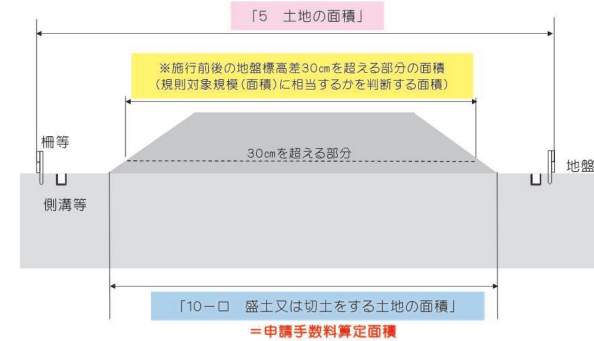 「5　土地の面積」
※施行前後の地盤標高差30㎝を超える部分の面積
（規則対象規模（面積）に相当するかを判断する面積）
30㎝を超える部分
柵等
地盤
側溝等
「10－ロ　盛土又は切土をする土地の面積」
＝申請手数料算定面積